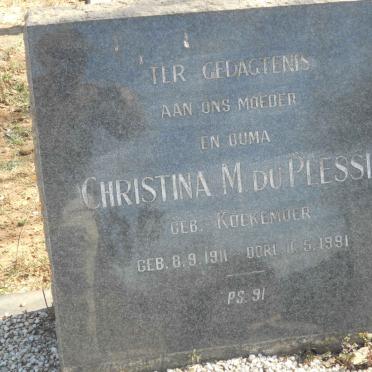 TER GEDAGTENIS
AAN ONS MOEDER
EN OUMA
CHRISTINA M DU PLESSI
GEB. KOEKEMOER
GEB. 8.9.1911 OORL. 1.5.1991
PS. 91